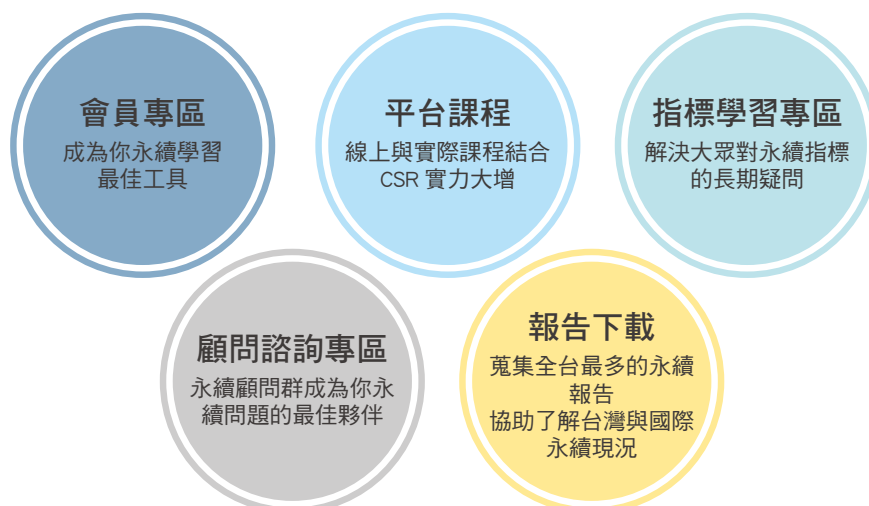 會員專區
成為你永續學習
最佳工具
平台課程
線上與實際課程結合
CSR 實力大增
指標學習專區
解決大眾對永續指標
的長期疑問
顧問諮詢專區
永續顧問群成為你永
續問題的最佳夥伴
報告下載
蒐集全台最多的永續
報告
協助了解台灣與國際
永續現況